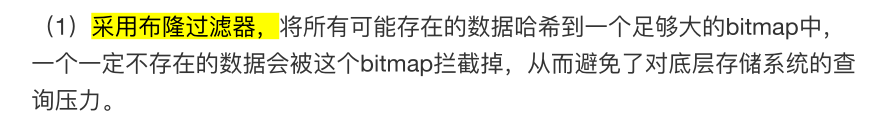 （1）采用布隆过滤器，将所有可能存在的数据哈希到一个足够大的bitmap中，
一个一定不存在的数据会被这个bitmap拦截掉，从而避免了对底层存储系统的查
询压力。